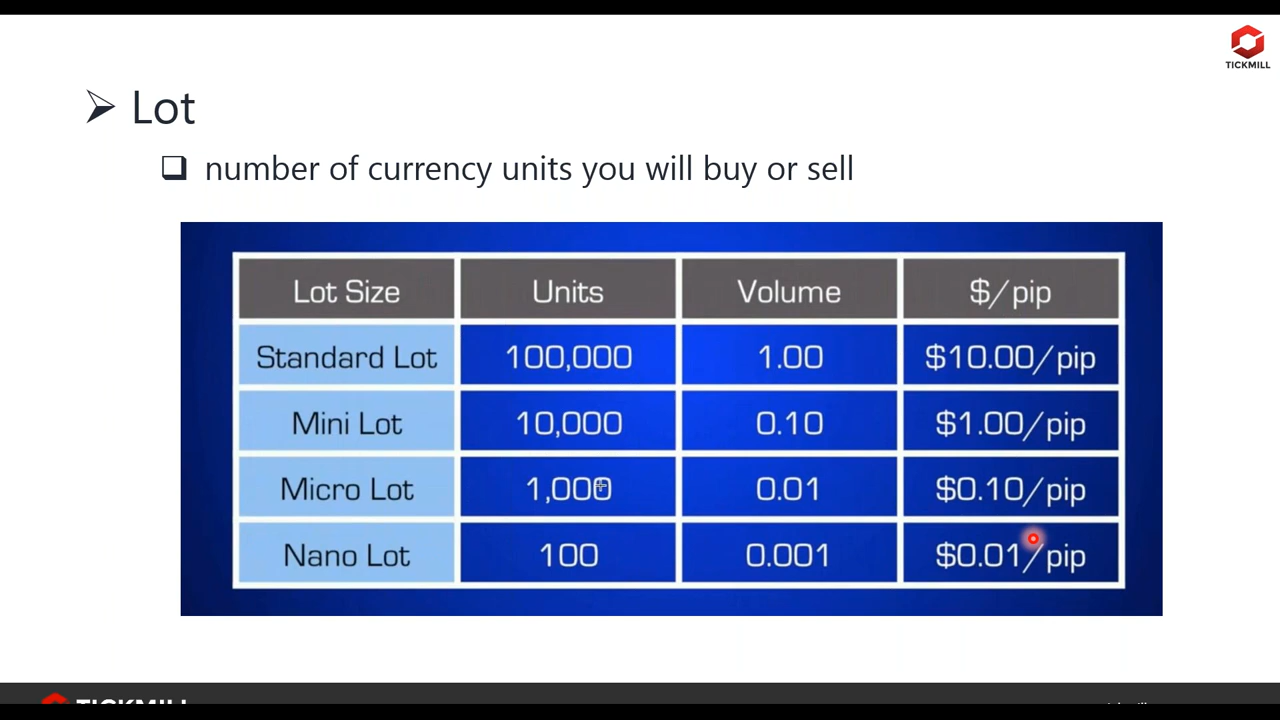 TICKMILL
Lot
number of currency units you will buy or sell
Lot Size Units Volume $/pip
Standard Lot 100,000 1.00 $10.00/pip
Mini Lot 10,000 0.10 $1.00/pip
Micro Lot 1,000 0.01 $0.10/pip
Nano Lot 100 0.001 $0.01/pip
TICKMILL